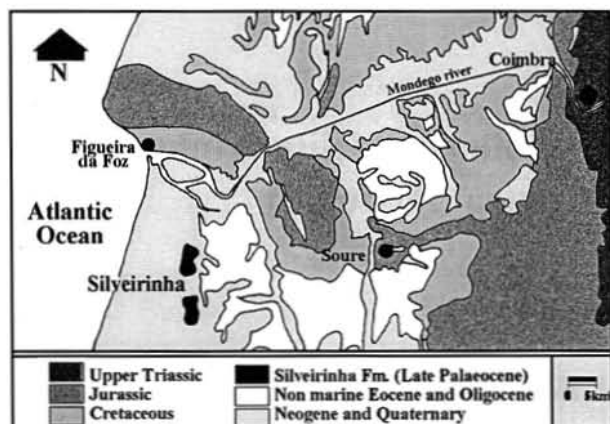 N
Coimbra
Mondego river
Figueira
da Foz
Atlantic
Ocean
Soure
Silveirinha
Upper Triassic
Jurassic
Cretaceous
Silveirinha Fm. (Late Palaeocene)
Non marine Eocene and Oligocene
Neogene and Quaternary